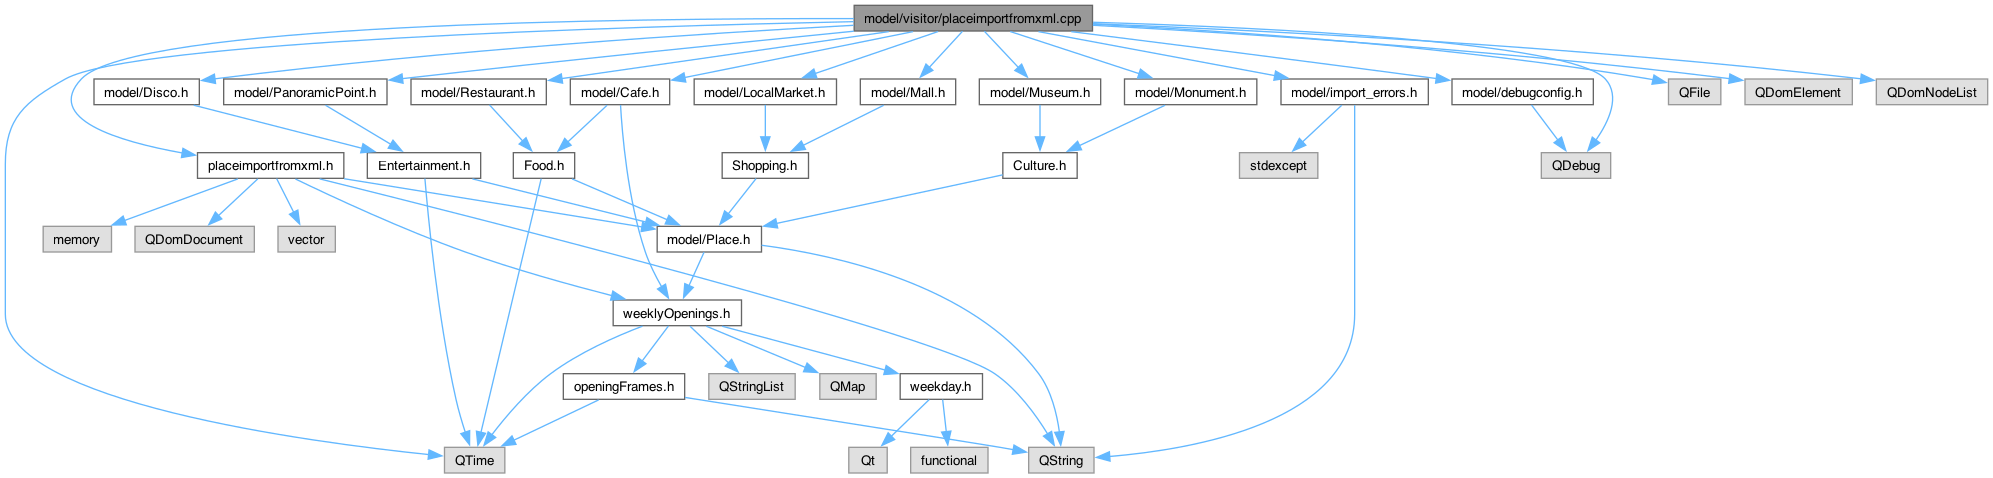 model/visitor/placeimportfromxml.cpp
model/Disco.h
model/PanoramicPoint.h
model/Restaurant.h
model/Cafe.h
model/LocalMarket.h
model/Mall.h
model/Museum.h
model/Monument.h
model/import_errors.h
model/debugconfig.h
QFile
QDomElement
QDomNodeList
placeimportfromxml.h
Entertainment.h
Food.h
Shopping.h
Culture.h
stdexcept
QDebug
memory
QDomDocument
vector
model/Place.h
weeklyOpenings.h
openingFrames.h
QStringList
QMap
weekday.h
QTime
Qt
functional
QString